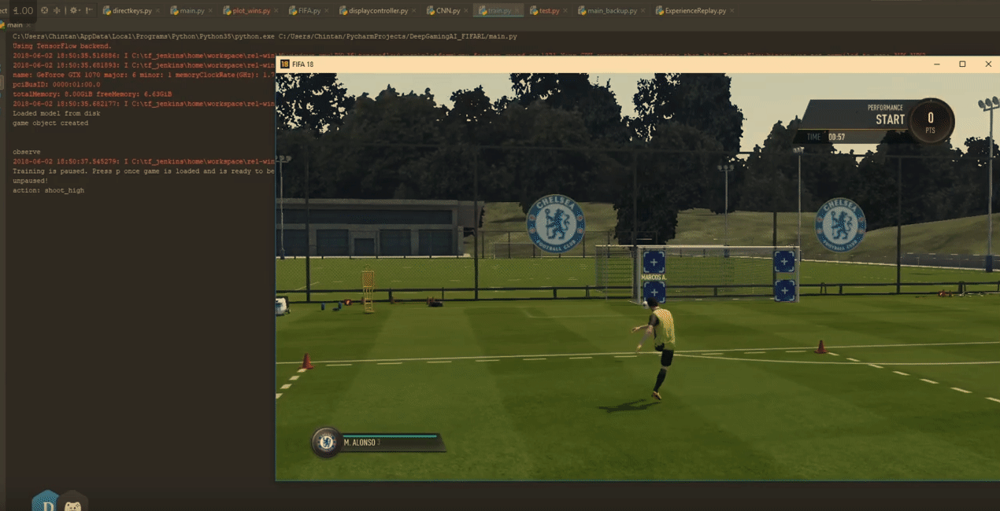 ect 1.00 directkeys.py main.py plot_wins.py FIFA.py displaycontroller.py CNN.py train.py test.py main_backup.py ExperienceReplay.py
main
C:\Users\Chintan\AppData\Local\Programs\Python\Python35\python.exe C:/Users/Chintan/PycharmProjects/DeepGamingAI_FIFARL/main.py
Using TensorFlow backend.
2018-06-02 18:50:35.516886: I C:\tf_jenkins\home\workspace\rel-win
2018-06-02 18:50:35.681893: I C:\tf_jenkins\home\workspace\rel-win
name: GeForce GTX 1070 major: 6 minor: 1 memoryClockRate(GHz): 1.7
pciBusID: 0000:01:00.0
totalMemory: 8.00GiB freeMemory: 6.63GiB
2018-06-02 18:50:35.682177: I C:\tf_jenkins\home\workspace\rel-win
Loaded model from disk
game object created
observe
2018-06-02 18:50:37.545279: I C:\tf_jenkins\home\workspace\rel-win
Training is paused. Press p once game is loaded and is ready to be
unpaused!
action: shoot_high
18 FIFA 18
PERFORMANCE
START
0
PTS
TIME 00:57
CHELSEA
FOOTBALL CLUB
CHELSEA
FOOTBALL CLUB
MARCOS A.
M. ALONSO 3
D